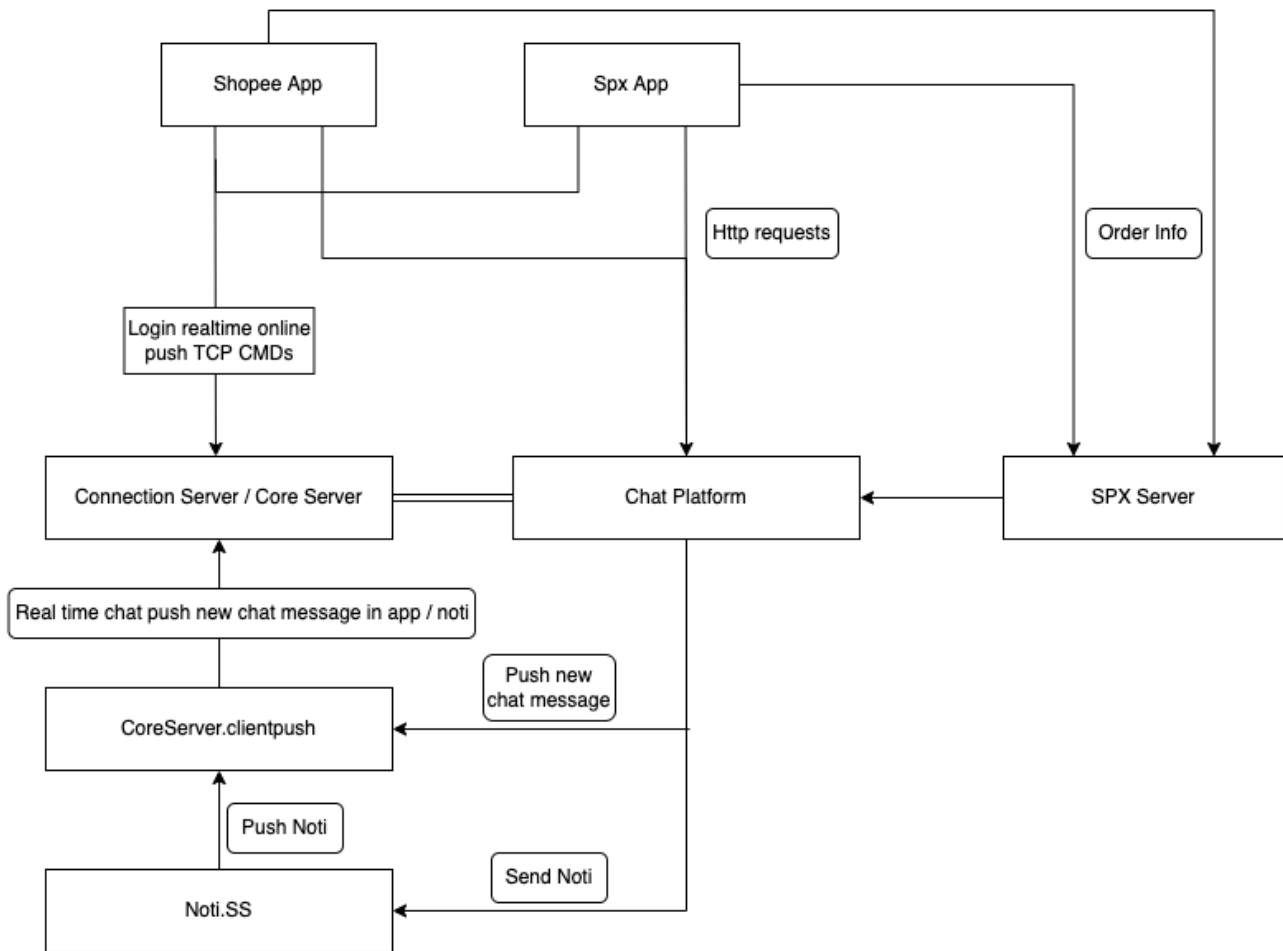 Shopee App
Spx App
Http requests
Order Info
Login realtime online
push TCP CMDs
Connection Server / Core Server
Chat Platform
SPX Server
Real time chat push new chat message in app / noti
Push new
chat message
CoreServer.clientpush
Push Noti
Send Noti
Noti.SS